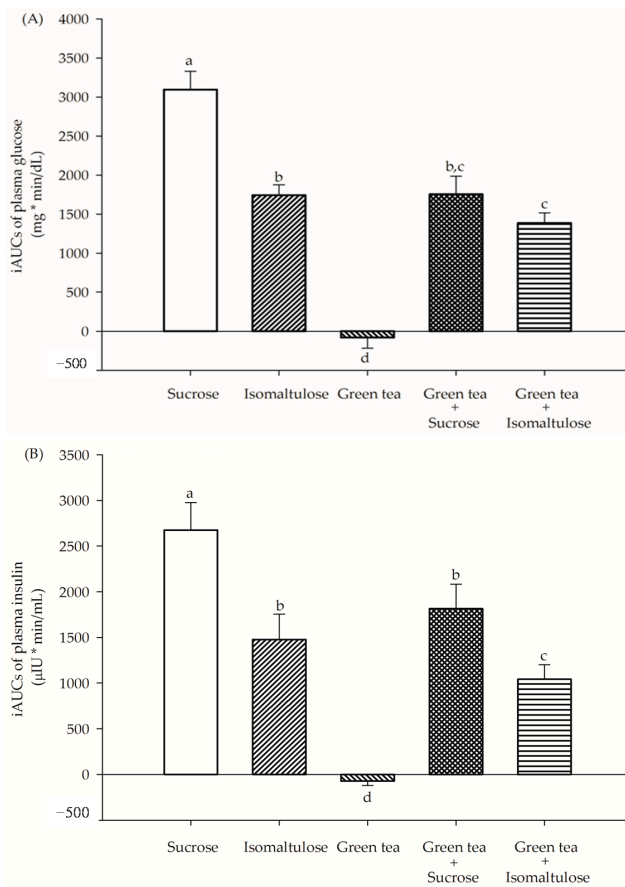 (A)
iAUCs of plasma glucose
(mg * min/dL)
4000
3500
3000
2500
2000
1500
1000
500
0
−500
a
b
d
b,c
c
Sucrose
Isomaltulose
Green tea
Green tea
+
Sucrose
Green tea
+
Isomaltulose
(B)
iAUCs of plasma insulin
(μIU * min/mL)
3500
3000
2500
2000
1500
1000
500
0
−500
a
b
d
b
c
Sucrose
Isomaltulose
Green tea
Green tea
+
Sucrose
Green tea
+
Isomaltulose